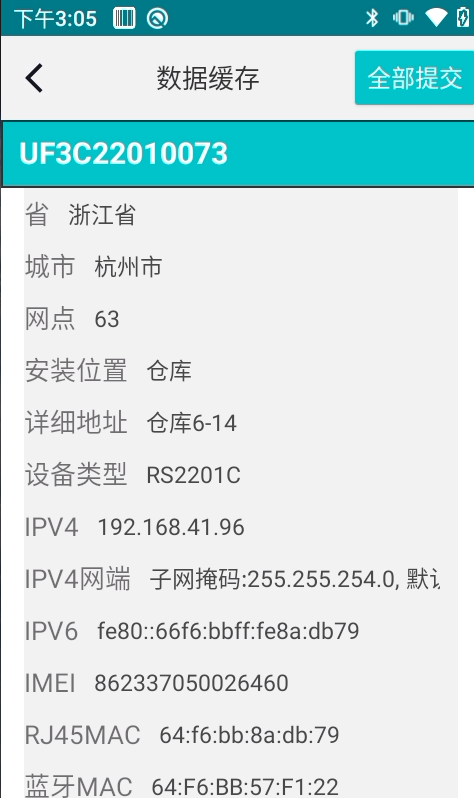 下午3:05
数据缓存
全部提交
UF3C22010073
省 浙江省
城市 杭州市
网点 63
安装位置 仓库
详细地址 仓库6-14
设备类型 RS2201C
IPV4 192.168.41.96
IPV4网端 子网掩码:255.255.254.0, 默认
IPV6 fe80::66f6:bbff:fe8a:db79
IMEI 862337050026460
RJ45MAC 64:f6:bb:8a:db:79
蓝牙MAC 64:F6:BB:57:F1:22